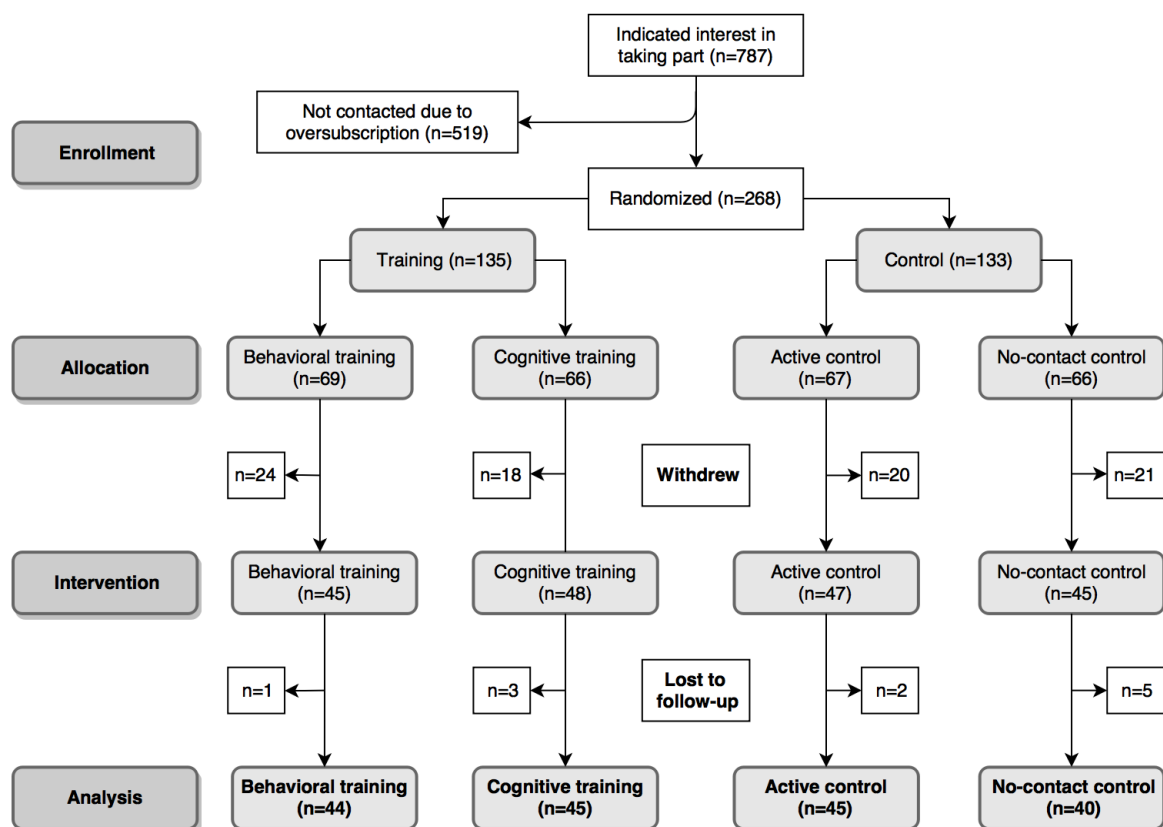 Indicated interest in
taking part (n=787)
Not contacted due to
oversubscription (n=519)
Enrollment
Randomized (n=268)
Training (n=135)
Control (n=133)
Allocation
Behavioral training
(n=69)
Cognitive training
(n=66)
Active control
(n=67)
No-contact control
(n=66)
n=24
n=18
Withdrew
n=20
n=21
Intervention
Behavioral training
(n=45)
Cognitive training
(n=48)
Active control
(n=47)
No-contact control
(n=45)
n=1
n=3
Lost to
follow-up
n=2
n=5
Analysis
Behavioral training
(n=44)
Cognitive training
(n=45)
Active control
(n=45)
No-contact control
(n=40)